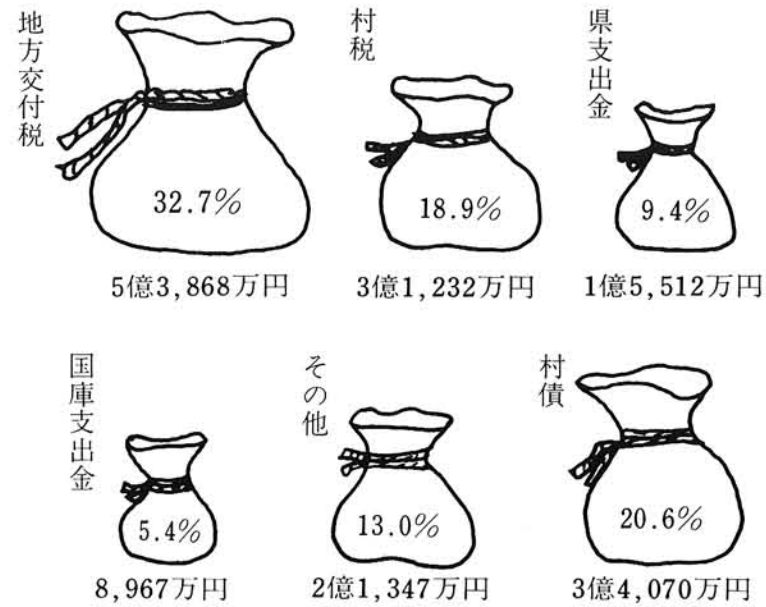 地方交付税
32.7%
5億3,868万円
村税
18.9%
3億1,232万円
県支出金
9.4%
1億5,512万円
国庫支出金
5.4%
8,967万円
その他
13.0%
2億1,347万円
村債
20.6%
3億4,070万円